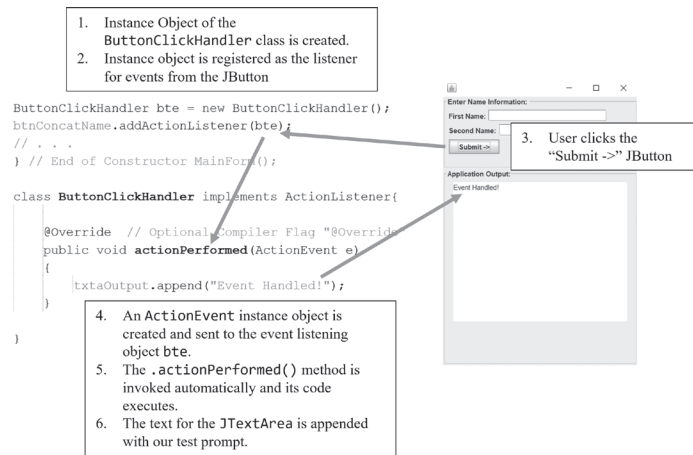 1. Instance Object of the
ButtonClickHandler class is created.
2. Instance object is registered as the listener
for events from the JButton
ButtonClickHandler bte = new ButtonClickHandler();
btnConcatName.addActionListener(bte);
// . . .
} // End of Constructor MainForm();
class ButtonClickHandler implements ActionListener{
@Override // Optional Compiler Flag "@Override"
public void actionPerformed(ActionEvent e)
{
txtaOutput.append("Event Handled!");
}
}
Enter Name Information:
First Name:
Second Name:
Submit ->
3. User clicks the
“Submit ->” JButton
Application Output:
Event Handled!
4. An ActionEvent instance object is
created and sent to the event listening
object bte.
5. The .actionPerformed() method is
invoked automatically and its code
executes.
6. The text for the JTextArea is appended
with our test prompt.